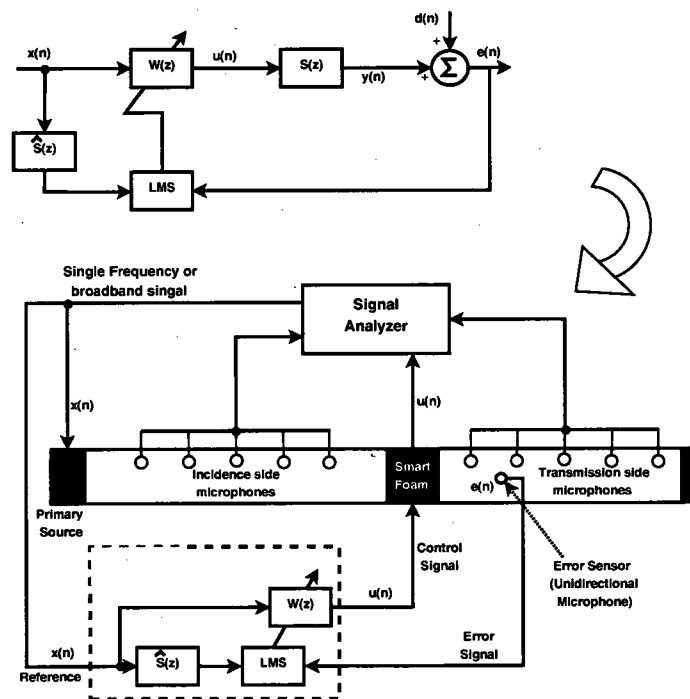 d(n)
x(n)
W(z)
u(n)
S(z)
y(n)
+
+
Σ
e(n)
^S(z)
LMS
Single Frequency or
broadband singal
Signal
Analyzer
x(n)
u(n)
Incidence side
microphones
Smart
Foam
e(n)
Transmission side
microphones
Primary
Source
Control
Signal
Error Sensor
(Unidirectional
Microphone)
W(z)
u(n)
x(n)
Reference
^S(z)
LMS
Error
Signal